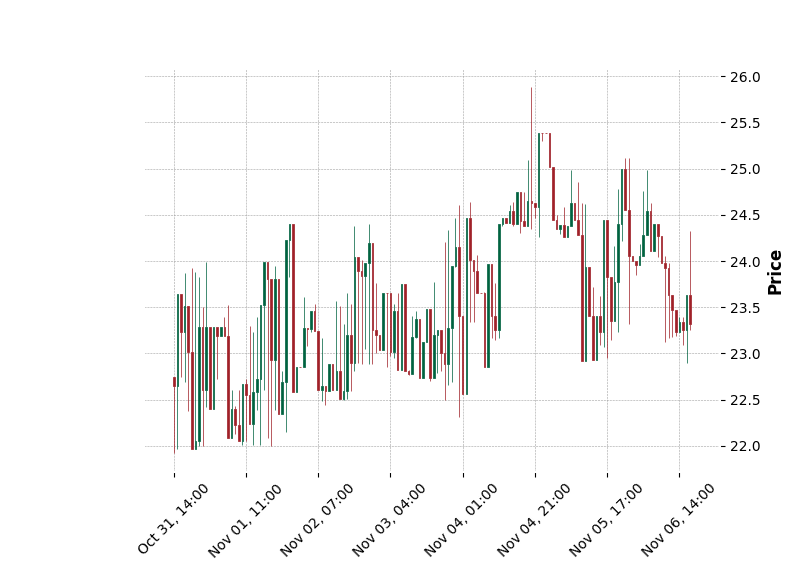 26.0
25.5
25.0
24.5
24.0
23.5
23.0
22.5
22.0
Price
Oct 31, 14:00
Nov 01, 11:00
Nov 02, 07:00
Nov 03, 04:00
Nov 04, 01:00
Nov 04, 21:00
Nov 05, 17:00
Nov 06, 14:00